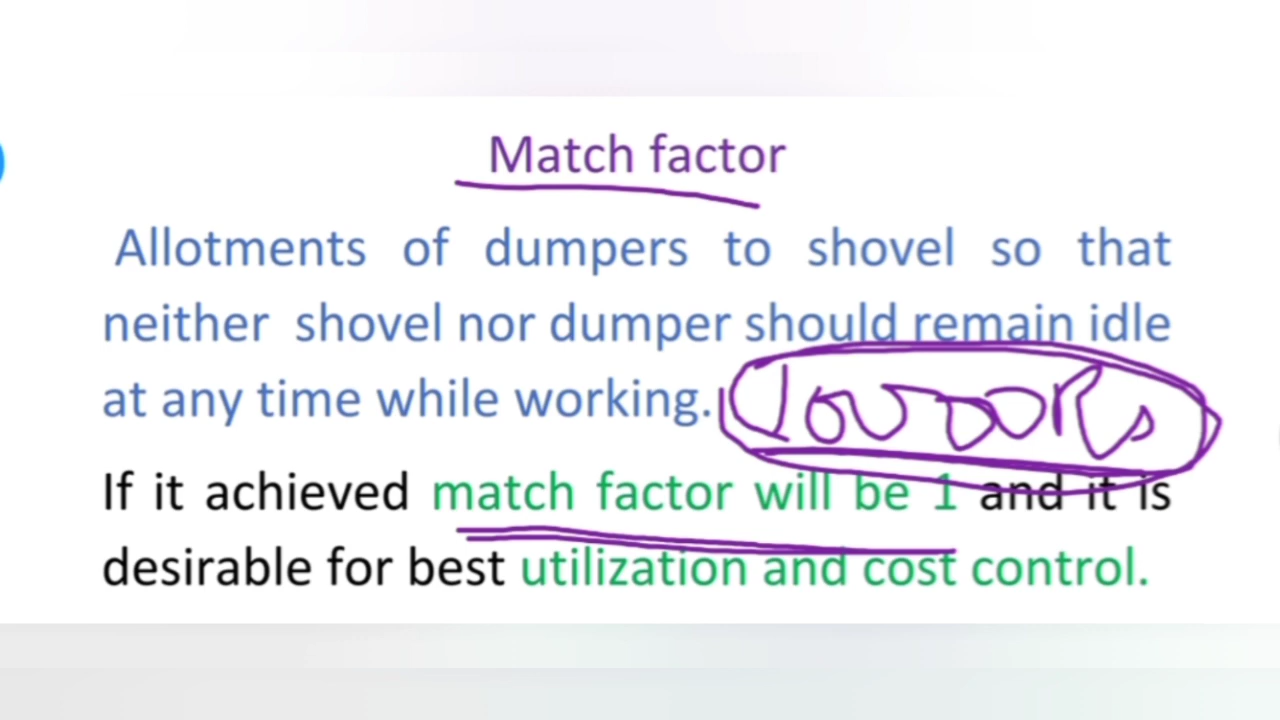 Match factor
Allotments of dumpers to shovel so that
neither shovel nor dumper should remain idle
at any time while working.
If it achieved match factor will be 1 and it is
desirable for best utilization and cost control.